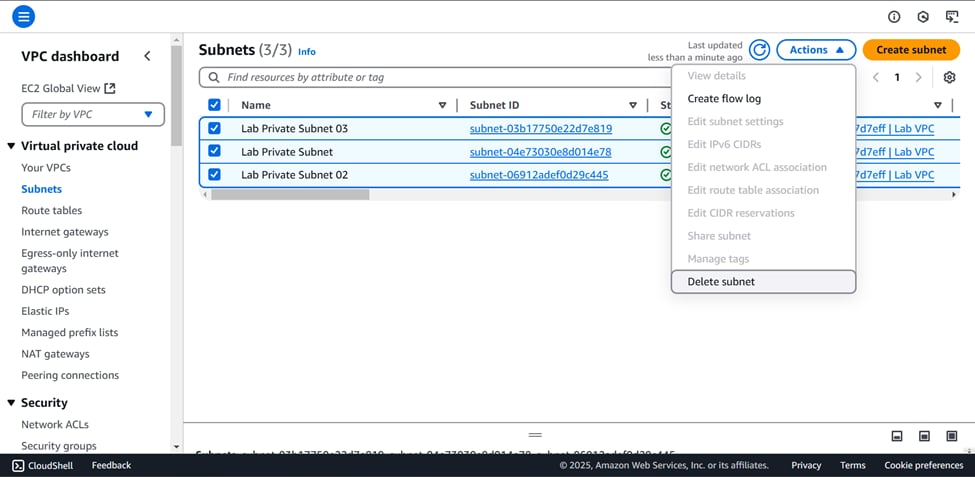 VPC dashboard
EC2 Global View
Filter by VPC
Virtual private cloud
Your VPCs
Subnets
Route tables
Internet gateways
Egress-only internet
gateways
DHCP option sets
Elastic IPs
Managed prefix lists
NAT gateways
Peering connections
Security
Network ACLs
Security groups
Subnets (3/3) Info
Last updated
less than a minute ago
Actions
Create subnet
Find resources by attribute or tag
1
Name
Subnet ID
Lab Private Subnet 03 subnet-03b17750e22d7e819 7d7eff | Lab VPC
Lab Private Subnet subnet-04e73030e8d014e78 7d7eff | Lab VPC
Lab Private Subnet 02 subnet-06912adef0d29c445 7d7eff | Lab VPC
View details
Create flow log
Edit subnet settings
Edit IPv6 CIDRs
Edit network ACL association
Edit route table association
Edit CIDR reservations
Share subnet
Manage tags
Delete subnet
CloudShell Feedback © 2025, Amazon Web Services, Inc. or its affiliates. Privacy Terms Cookie preferences